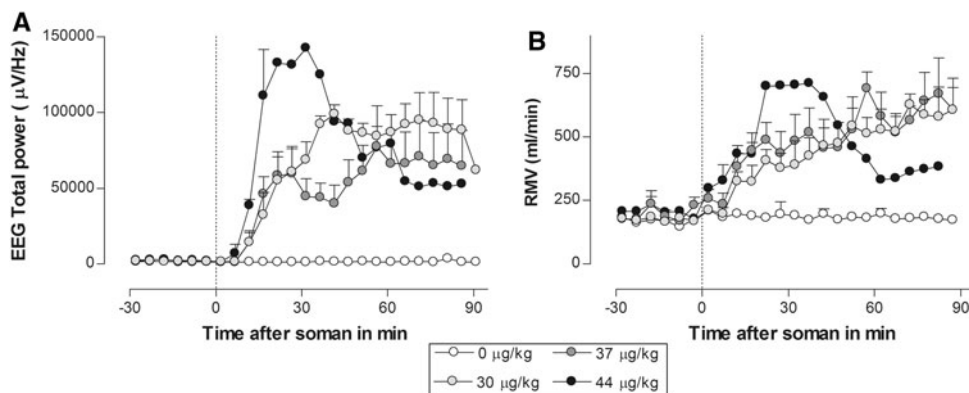 A
EEG Total power ( μV/Hz)
150000
100000
50000
0
-30 0 30 60 90
Time after soman in min
B
RMV (ml/min)
750
500
250
0
-30 0 30 60 90
Time after soman in min
0 μg/kg 37 μg/kg
30 μg/kg 44 μg/kg